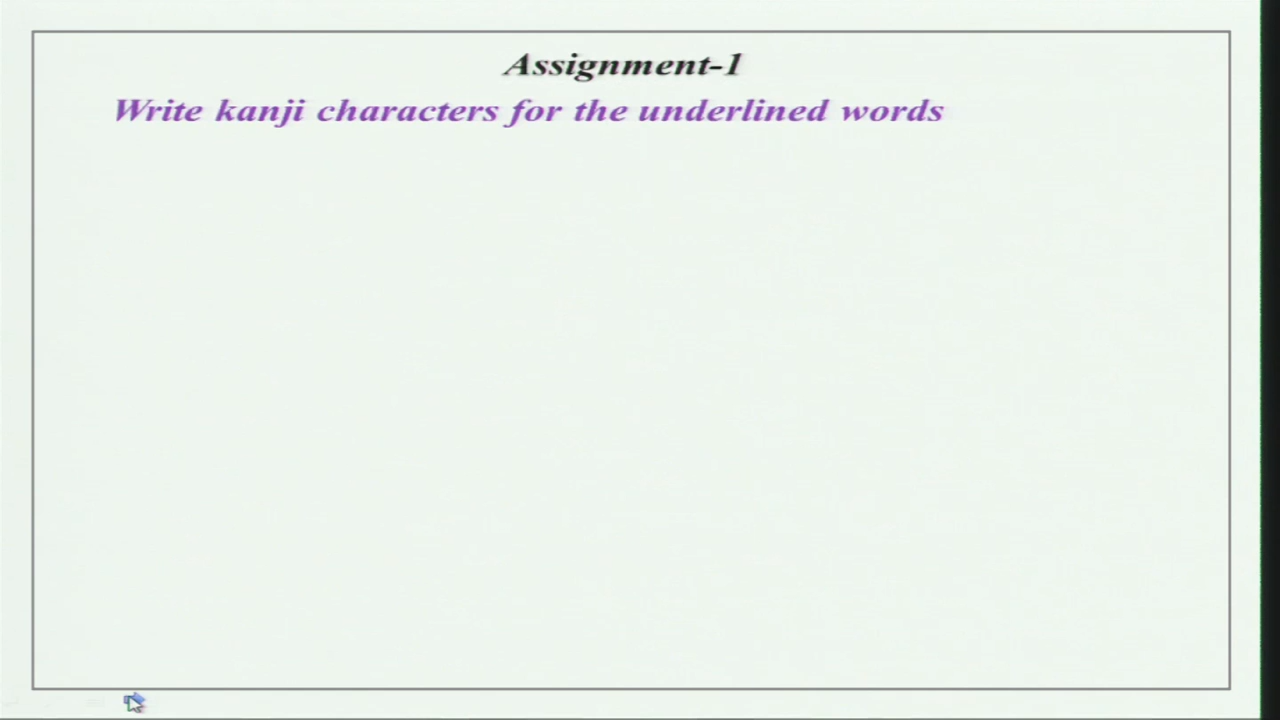 Assignment-1
Write kanji characters for the underlined words